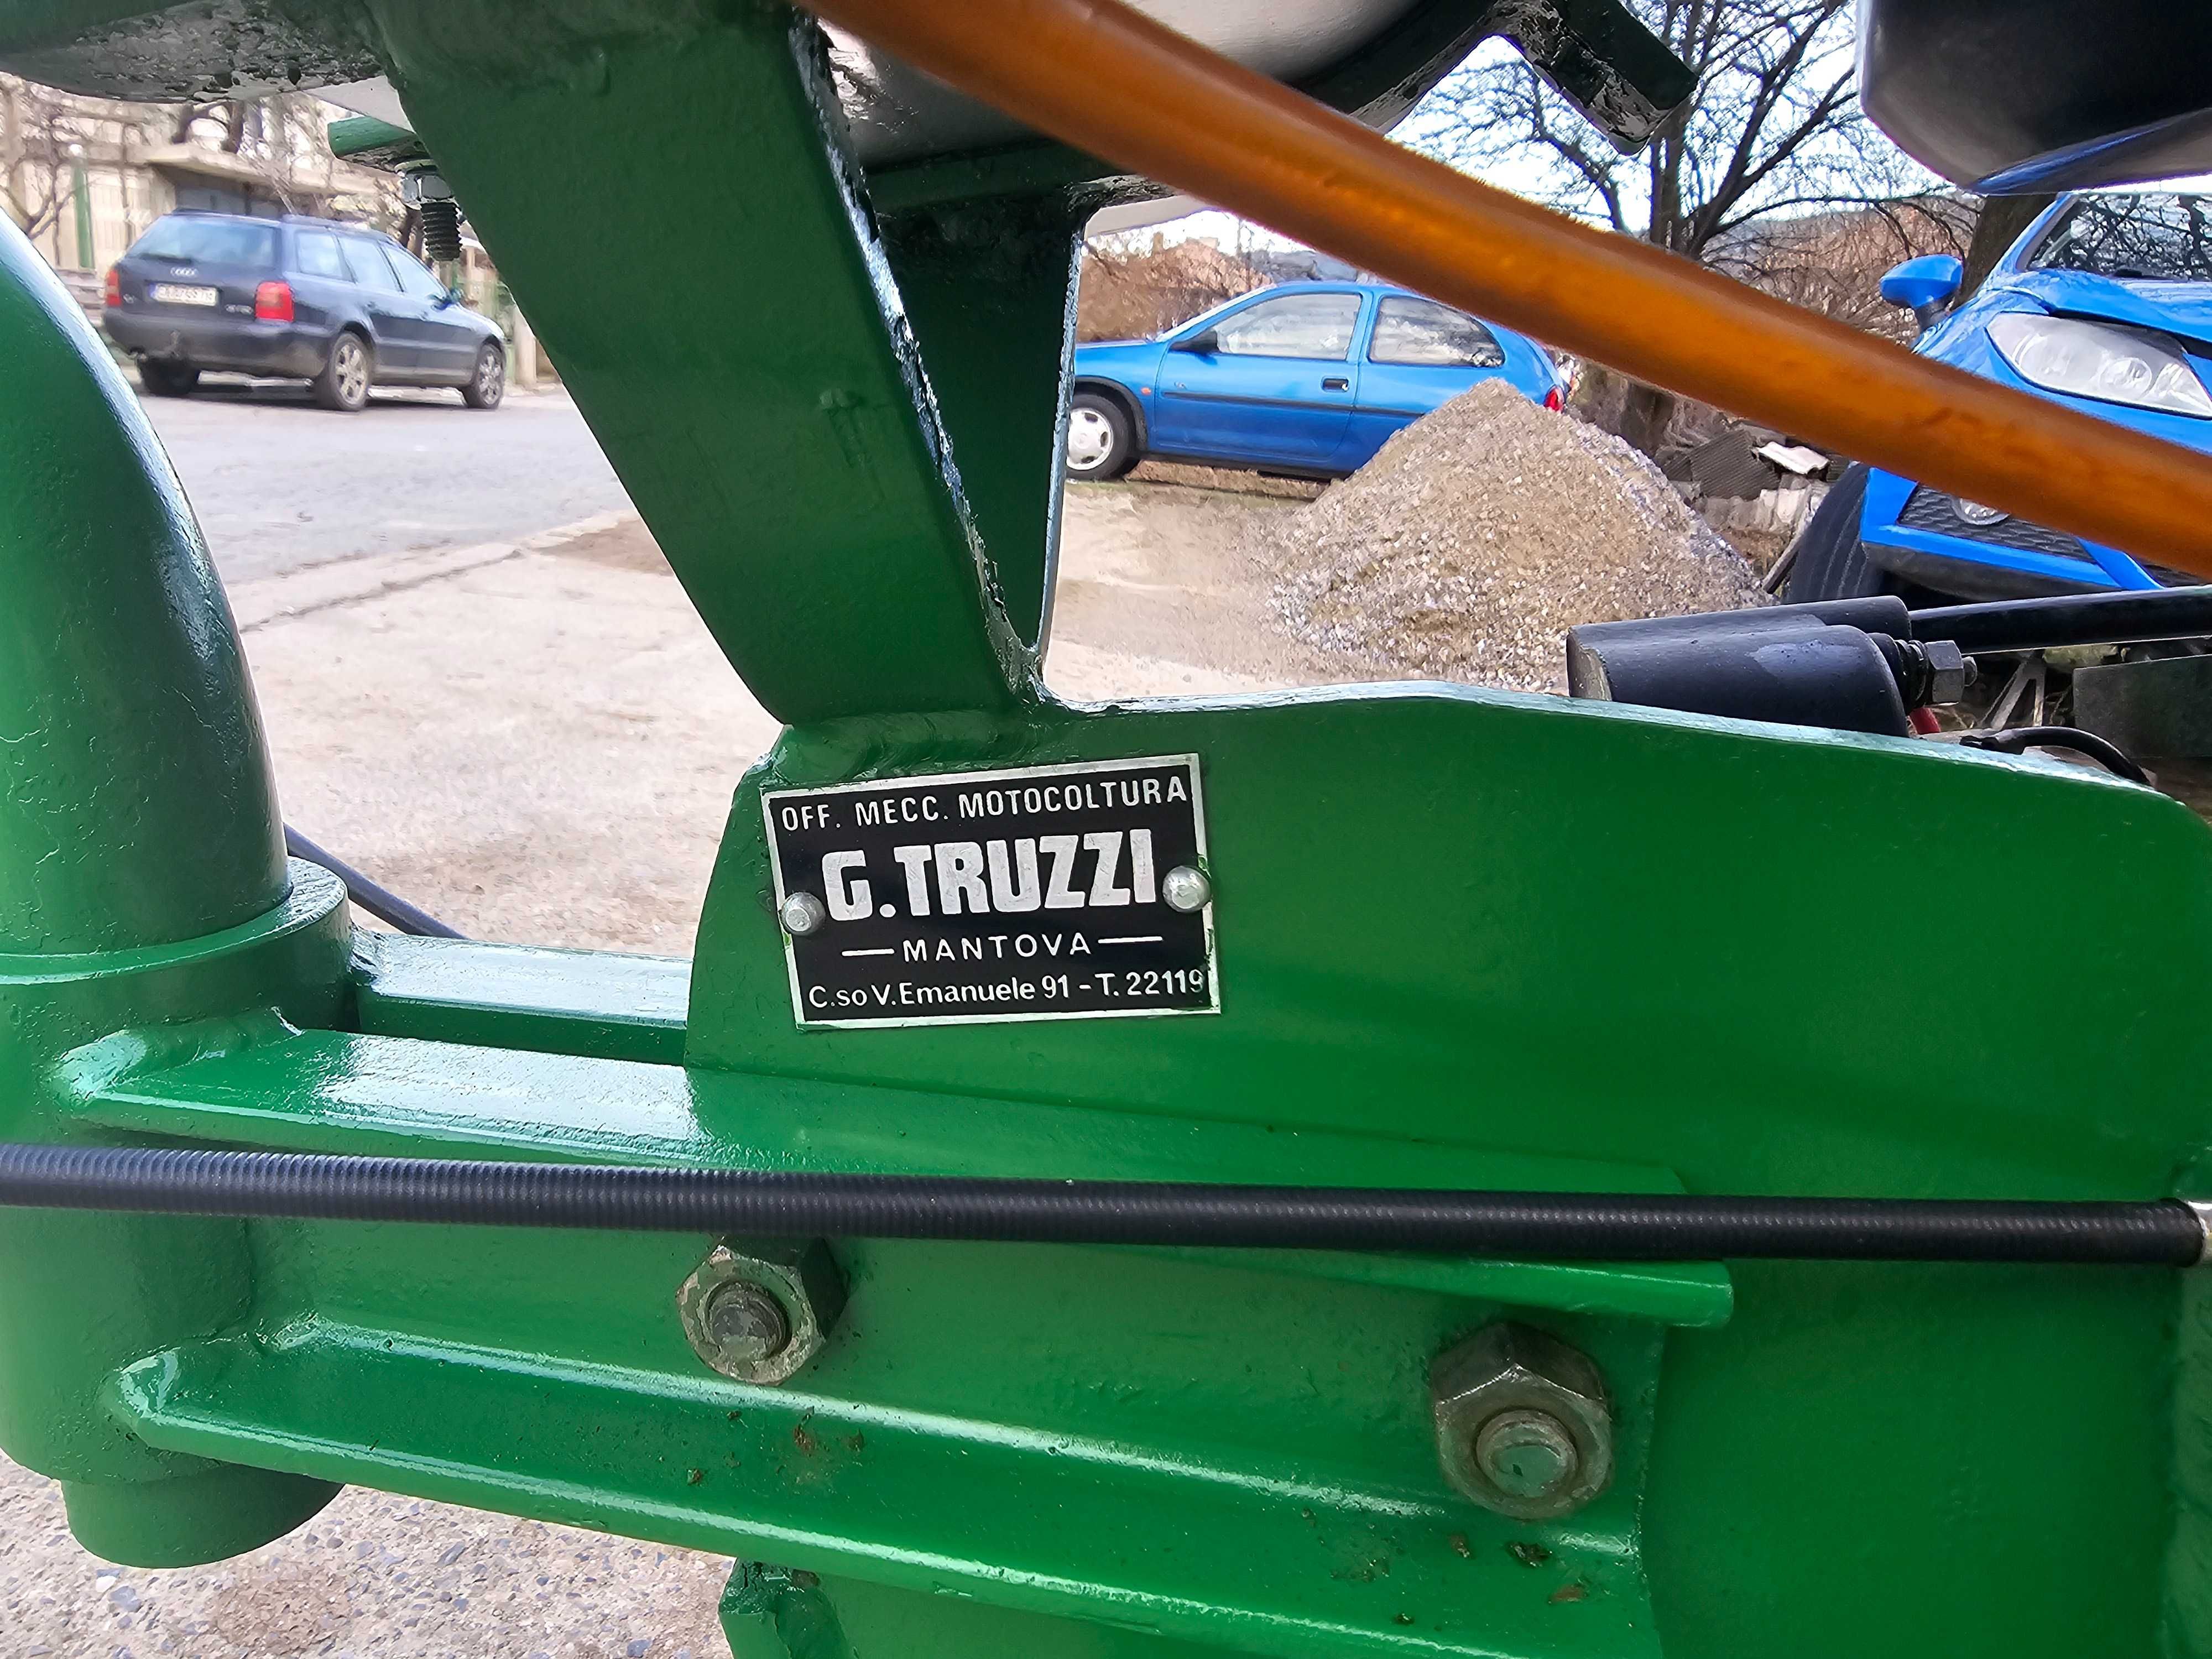 OFF. MECC. MOTOCOLTURA
G.TRUZZI
— MANTOVA —
C.so V. Emanuele 91 - T. 22119